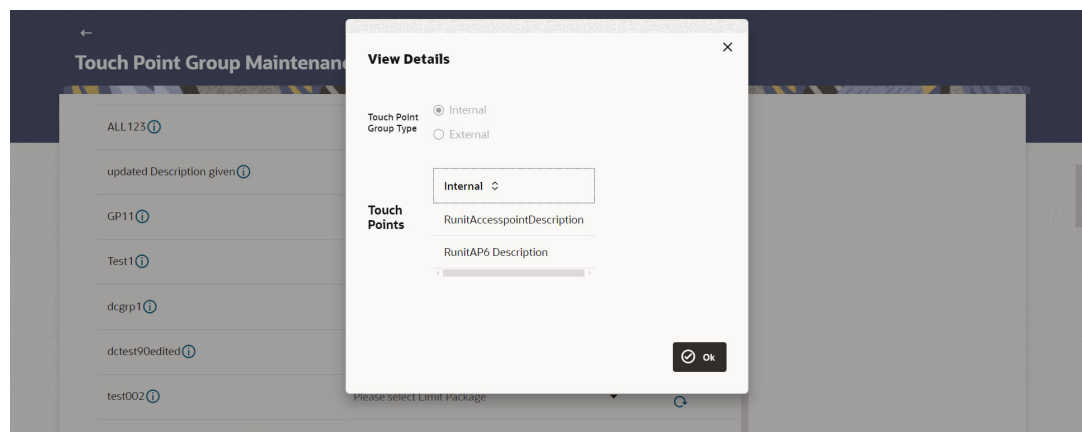 Touch Point Group Maintenanc
ALL123
updated Description given
GP11
Test1
dcgrp1
dctest90edited
test002
Please select Limit Package
View Details
Touch Point
Group Type
Internal
External
Touch
Points
Internal
RunitAccesspointDescription
RunitAP6 Description
Ok